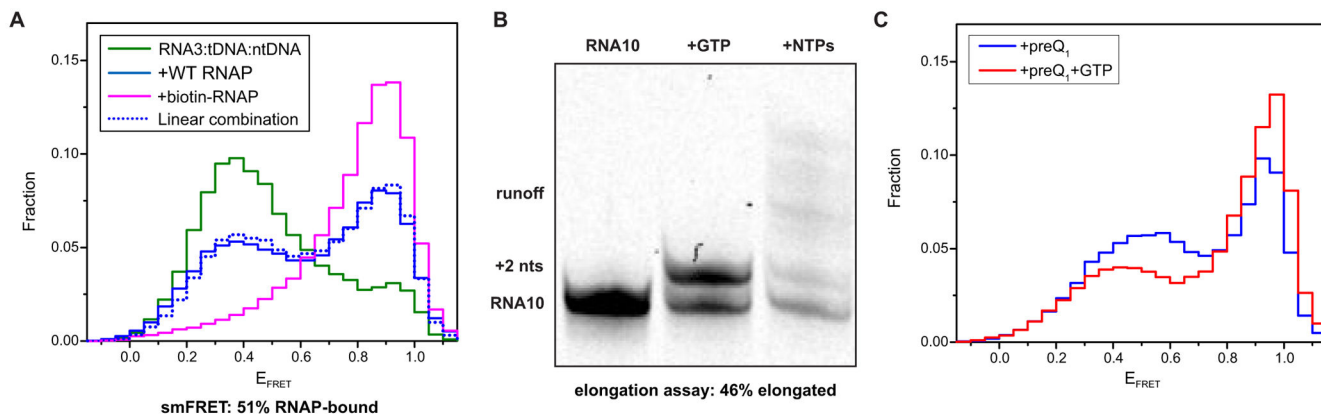 A
0.15
0.10
0.05
0.00
Fraction
RNA3:tDNA:ntDNA
+WT RNAP
+biotin-RNAP
Linear combination
0.0 0.2 0.4 0.6 0.8 1.0
E_FRET
smFRET: 51% RNAP-bound
B
RNA10 +GTP +NTPs
runoff
+2 nts
RNA10
elongation assay: 46% elongated
C
0.15
0.10
0.05
0.00
Fraction
+preQ₁
+preQ₁+GTP
0.0 0.2 0.4 0.6 0.8 1.0
E_FRET